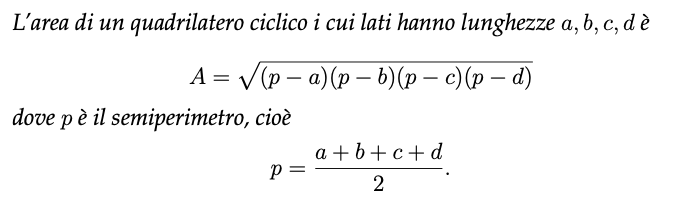 L'area di un quadrilatero ciclico i cui lati hanno lunghezze a, b, c, d è
A = √(p − a)(p − b)(p − c)(p − d)
dove p è il semiperimetro, cioè
p = a + b + c + d / 2.